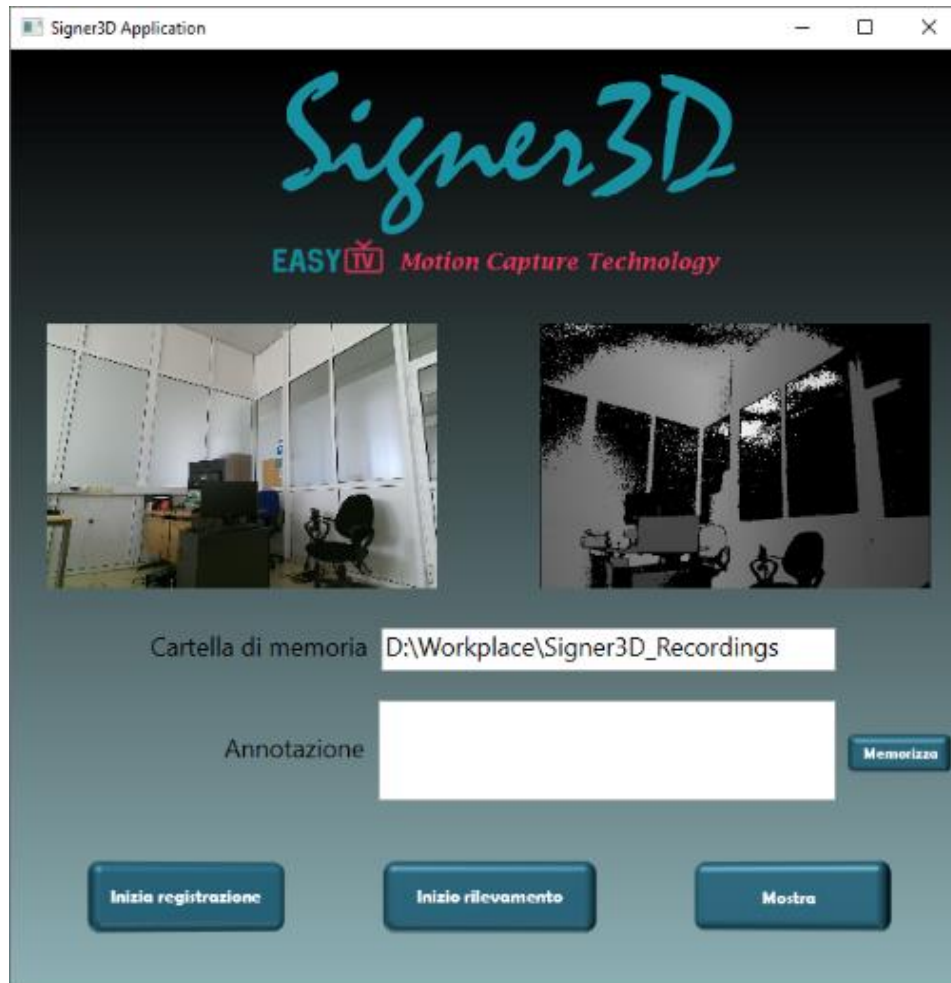 Signer3D Application
Signer3D
EASY TV Motion Capture Technology
Cartella di memoria D:\Workplace\Signer3D_Recordings
Annotazione
Memorizza
Inizia registrazione Inizio rilevamento Mostra